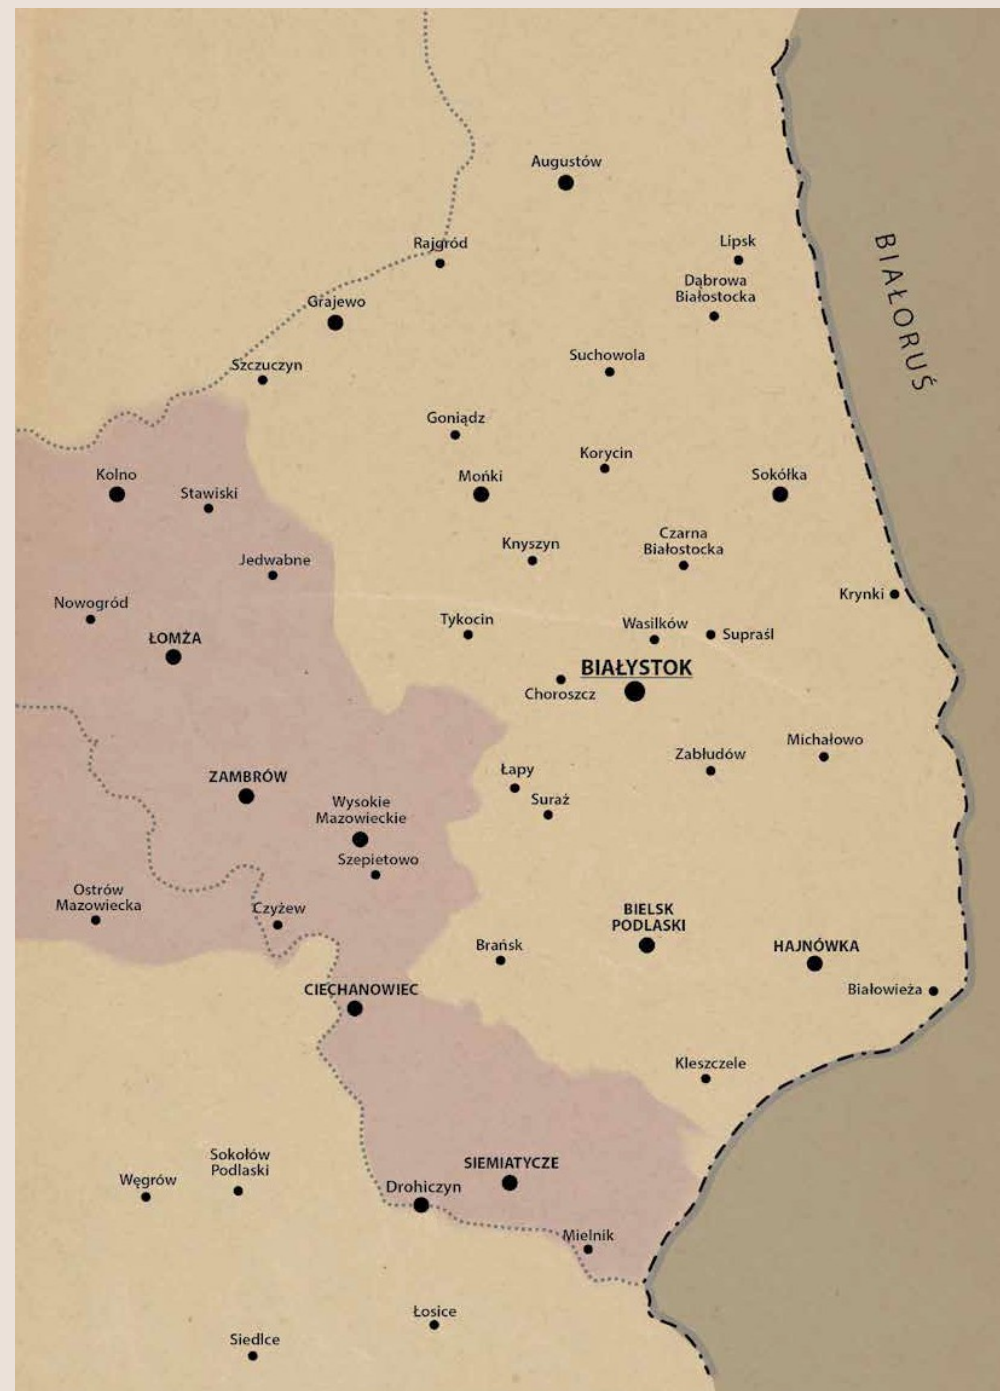 Augustów
Rajgród
Lipsk
BIAŁORUŚ
Dąbrowa
Białostocka
Grajewo
Suchowola
Szczuczyn
Goniądz
Korycin
Kolno
Stawiski
Mońki
Sokółka
Knyszyn
Czarna
Białostocka
Jedwabne
Krynki
Nowogród
ŁOMŻA
Tykocin
Wasilków
Supraśl
BIAŁYSTOK
Choroszcz
Michałowo
Zabłudów
ZAMBRÓW
Łapy
Suraż
Wysokie
Mazowieckie
Szepietowo
Ostrów
Mazowiecka
Czyżew
BIELSK
PODLASKI
Brańsk
HAJNÓWKA
CIECHANOWIEC
Białowieża
Kleszczele
Sokołów
Podlaski
Węgrów
SIEMIATYCZE
Drohiczyn
Mielnik
Łosice
Siedlce